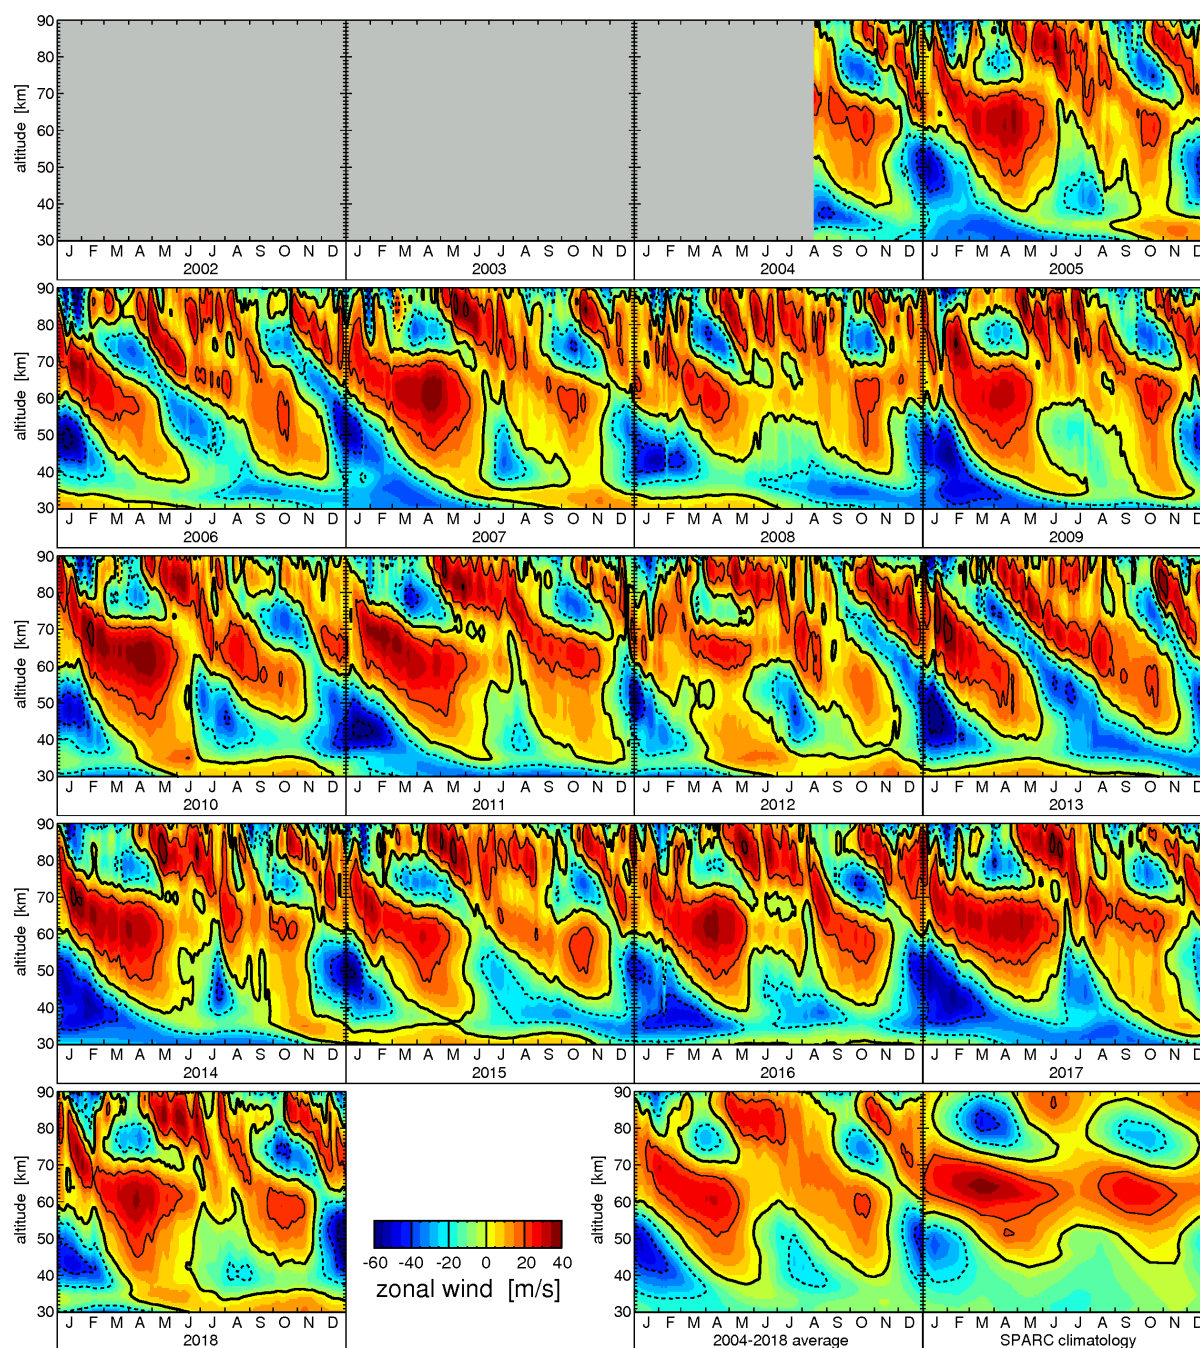 90
80
70
60
50
40
30
altitude [km]
J F M A M J J A S O N D J F M A M J J A S O N D J F M A M J J A S O N D J F M A M J J A S O N D
2002 2003 2004 2005
90
80
70
60
50
40
30
altitude [km]
J F M A M J J A S O N D J F M A M J J A S O N D J F M A M J J A S O N D J F M A M J J A S O N D
2006 2007 2008 2009
90
80
70
60
50
40
30
altitude [km]
J F M A M J J A S O N D J F M A M J J A S O N D J F M A M J J A S O N D J F M A M J J A S O N D
2010 2011 2012 2013
90
80
70
60
50
40
30
altitude [km]
J F M A M J J A S O N D J F M A M J J A S O N D J F M A M J J A S O N D J F M A M J J A S O N D
2014 2015 2016 2017
90
80
70
60
50
40
30
altitude [km]
J F M A M J J A S O N D
2018
-60 -40 -20 0 20 40
zonal wind [m/s]
90
80
70
60
50
40
30
altitude [km]
J F M A M J J A S O N D J F M A M J J A S O N D
2004-2018 average SPARC climatology